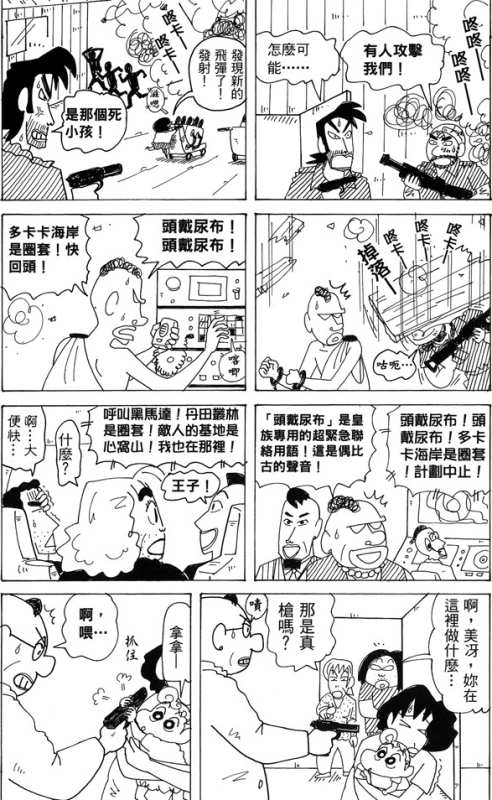 咚咚——
咚咚——
咚卡——
有人攻擊
我們！
怎麼可
能……
咚卡——
咚卡——
發現新的
飛彈了！
發射！
是那個死
小孩！
咚卡——
咚卡——
咚卡——
掉落——
咕呃…
頭戴尿布！
頭戴尿布！
多卡卡海岸
是圈套！快
回頭！
頭戴尿布！頭
戴尿布！多卡
卡海岸是圈套
！計劃中止！
「頭戴尿布」是皇
族專用的超緊急聯
絡用語！這是偶比
古的聲音！
王子！
呼叫黑馬達！丹田叢林
是圈套！敵人的基地是
心窩山！我也在那裡！
什麼？
啊…大
便快…
啊，美冴，妳在
這裡做什麼…
那是真
槍嗎？
嘖
拿拿——
抓住
啊，
喂…